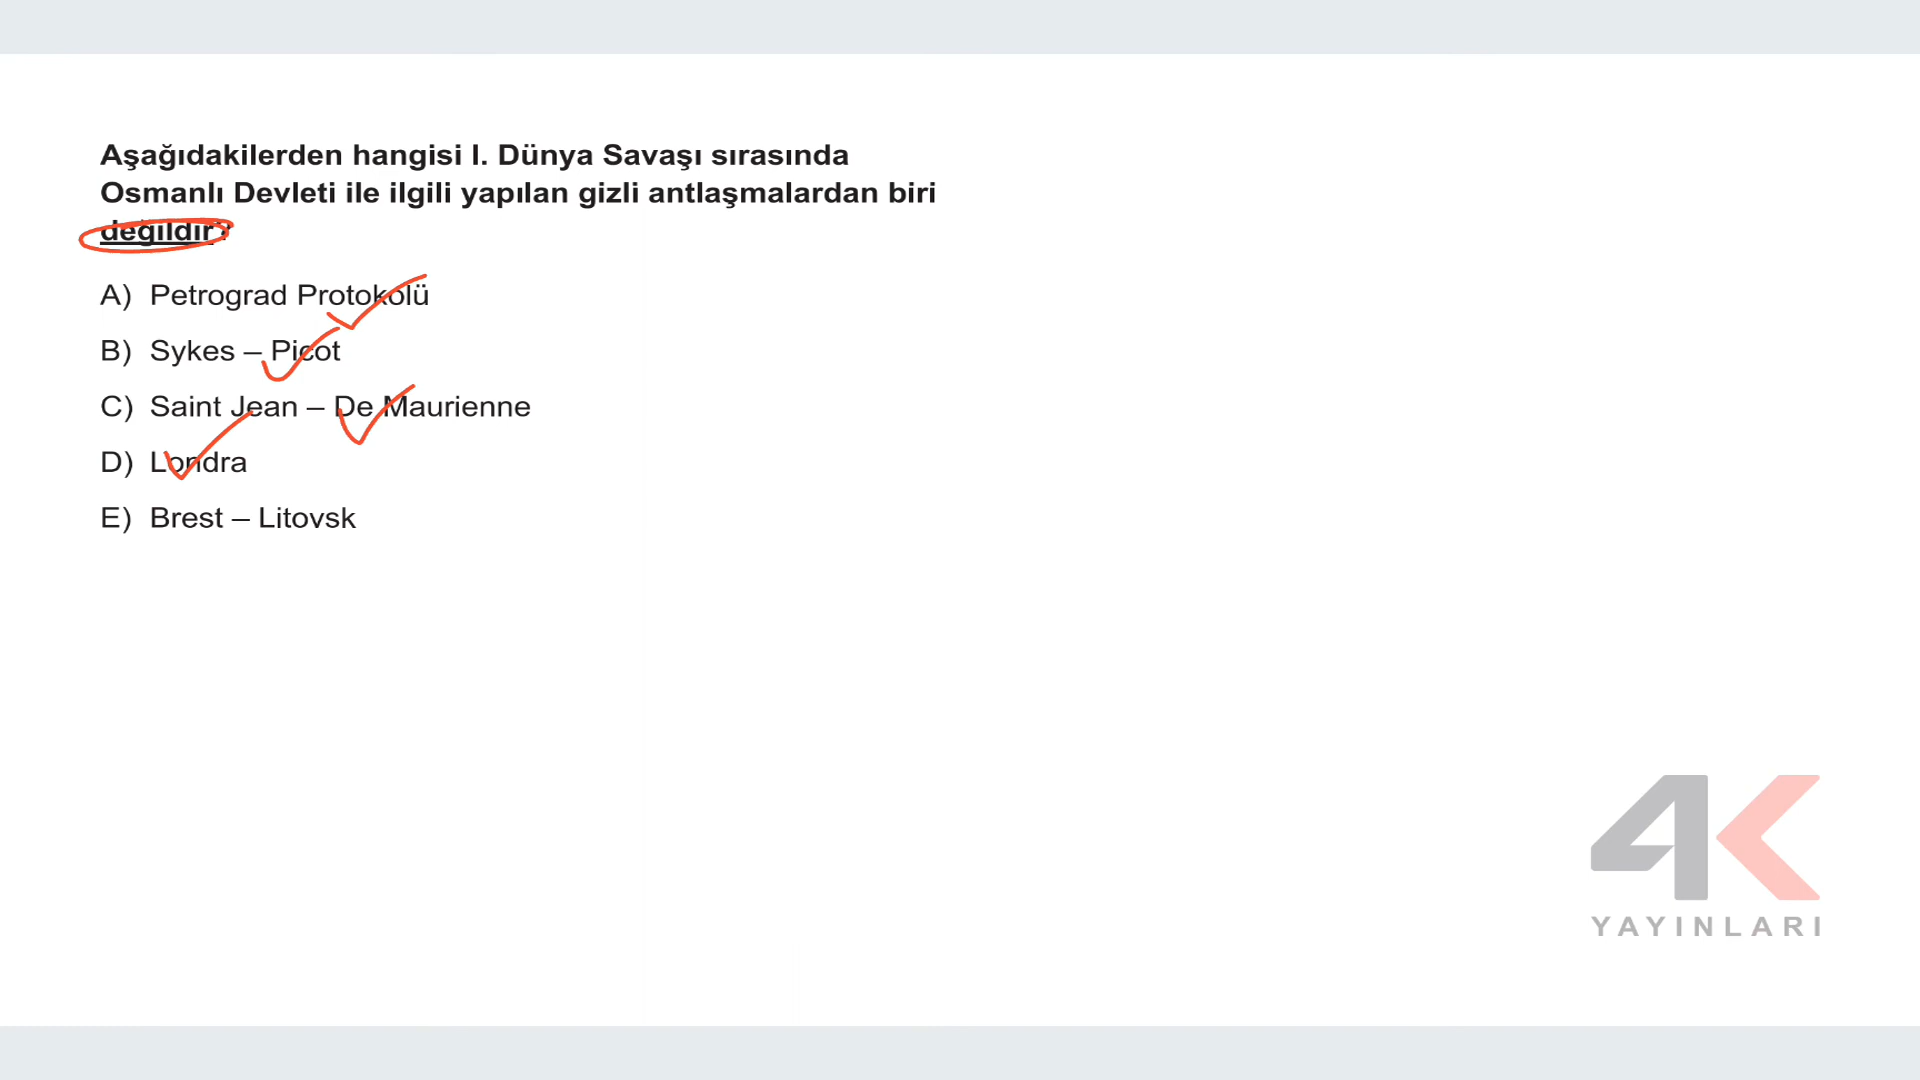 Aşağıdakilerden hangisi I. Dünya Savaşı sırasında
Osmanlı Devleti ile ilgili yapılan gizli antlaşmalardan biri
değildir?
A) Petrograd Protokolü
B) Sykes – Picot
C) Saint Jean – De Maurienne
D) Londra
E) Brest – Litovsk
4K
YAYINLARI